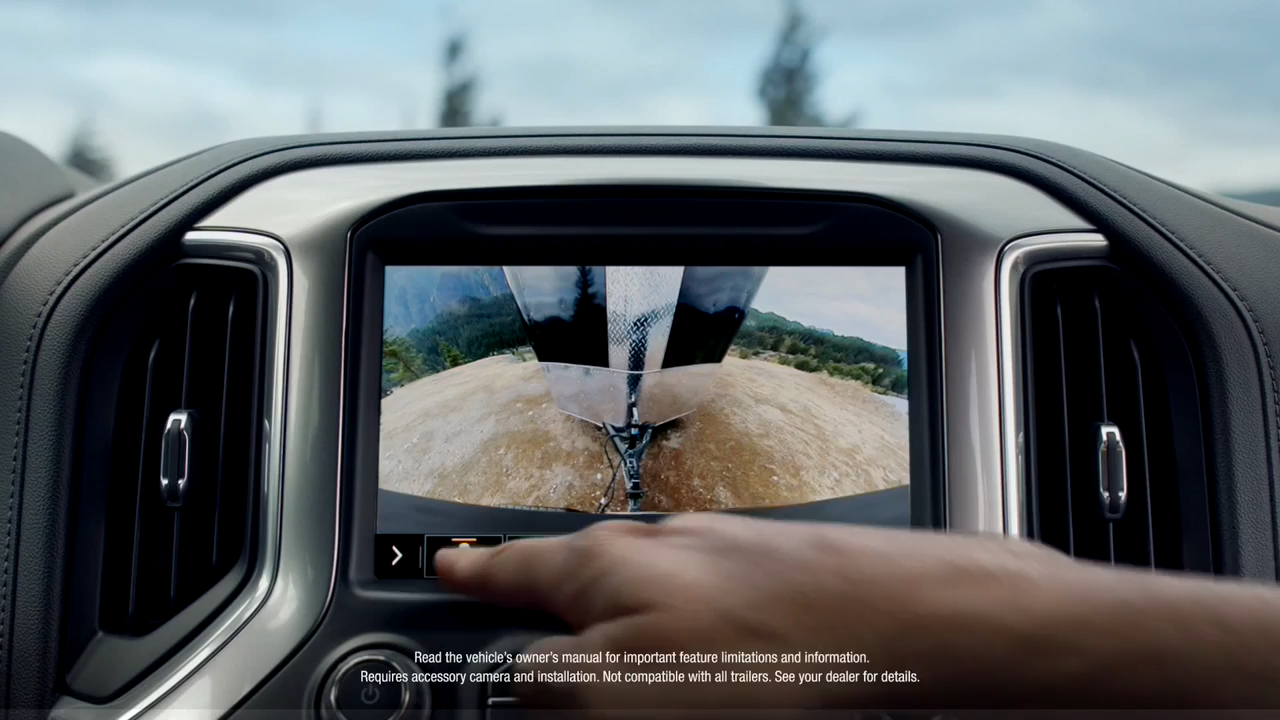 Read the vehicle's owner's manual for important feature limitations and information.
Requires accessory camera and installation. Not compatible with all trailers. See your dealer for details.